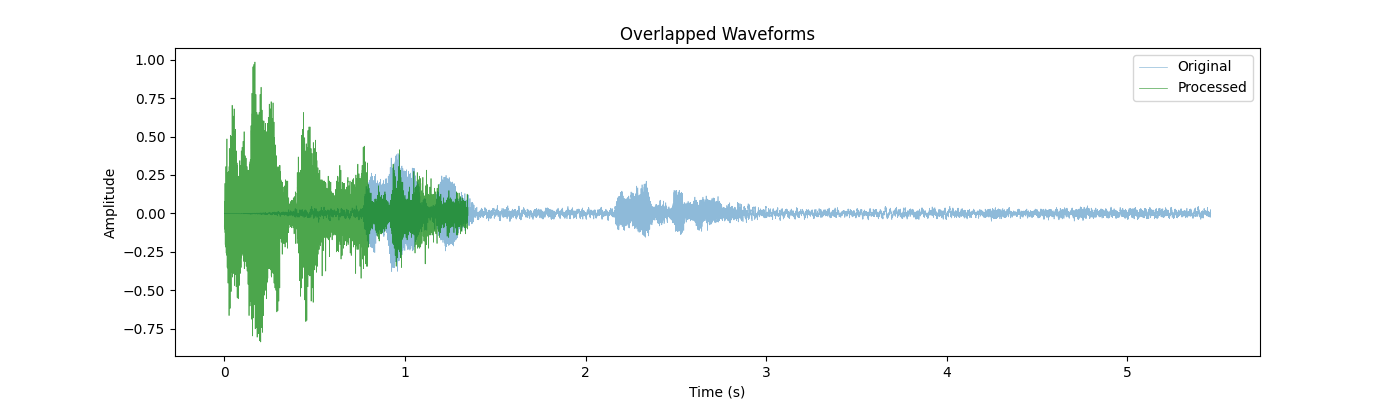 Overlapped Waveforms
Original
Processed
1.00
0.75
0.50
0.25
0.00
−0.25
−0.50
−0.75
Amplitude
0 1 2 3 4 5
Time (s)